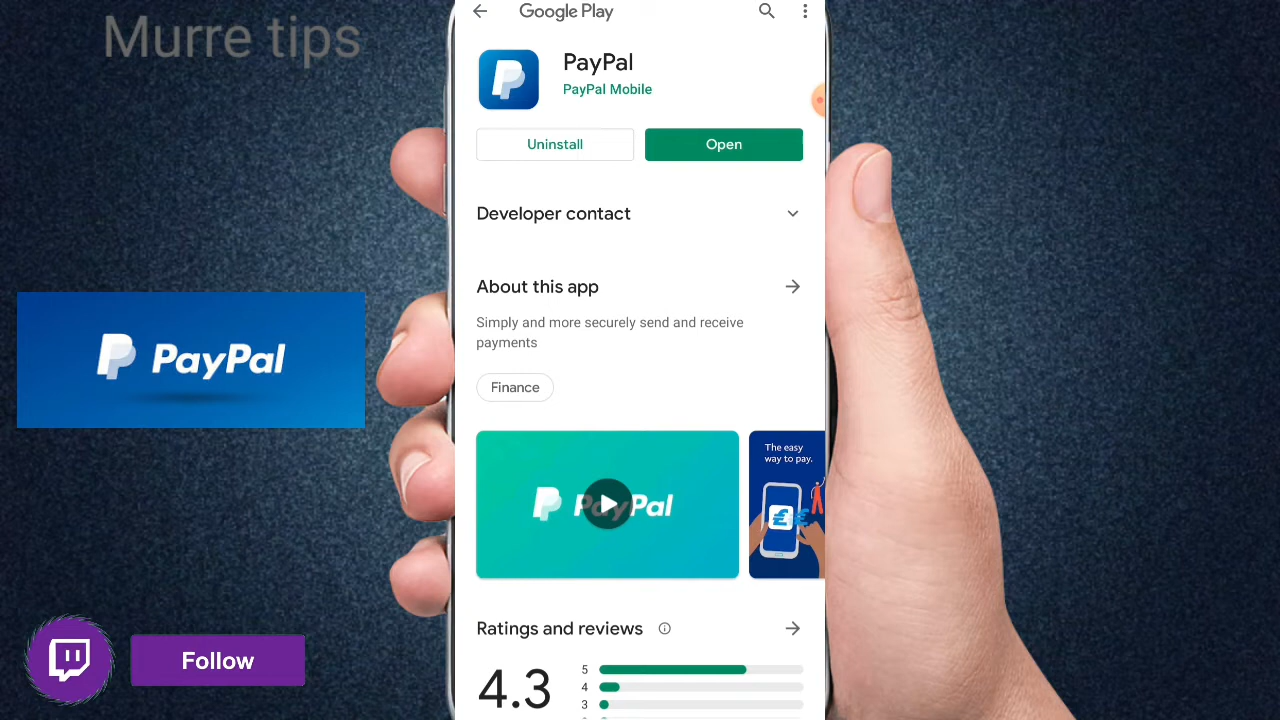 Murre tips
Google Play
PayPal
PayPal Mobile
Uninstall
Open
Developer contact
About this app
Simply and more securely send and receive
payments
Finance
PayPal
The easy
way to pay.
£
€
PayPal
Ratings and reviews
4.3
5
4
3
Follow